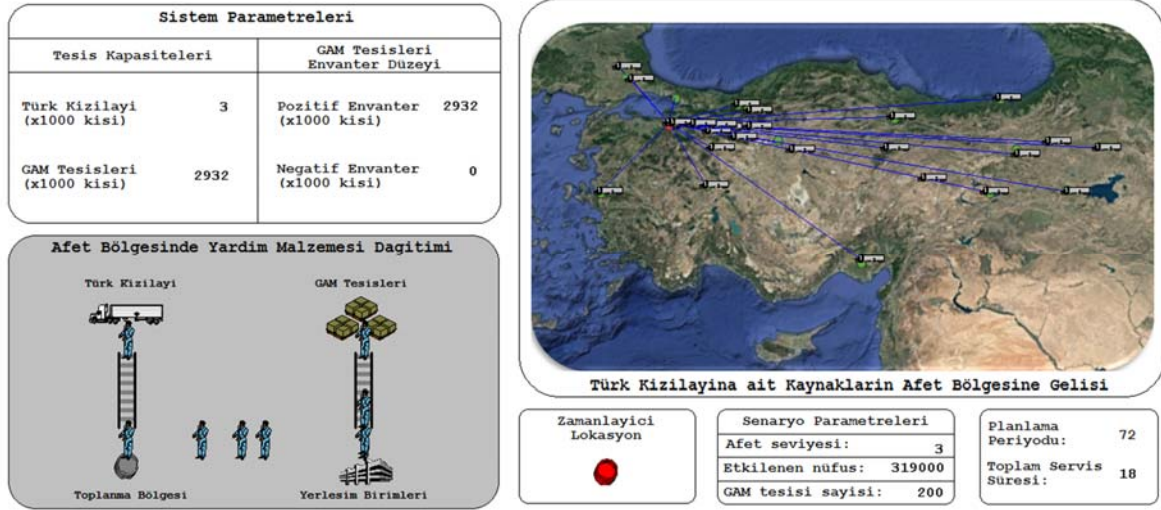 Sistem Parametreleri
Tesis Kapasiteleri
GAM Tesisleri
Envanter Düzeyi
Türk Kizilayi 3
(x1000 kisi)
GAM Tesisleri 2932
(x1000 kisi)
Pozitif Envanter 2932
(x1000 kisi)
Negatif Envanter 0
(x1000 kisi)
Afet Bölgesinde Yardim Malzemesi Dagitimi
Türk Kizilayi
GAM Tesisleri
Toplanma Bölgesi
Yerlesim Birimleri
Türk Kizilayina ait Kaynaklarin Afet Bölgesine Gelisi
Zamanlayici
Lokasyon
Senaryo Parametreleri
Afet seviyesi: 3
Etkilenen nüfus: 319000
GAM tesisi sayisi: 200
Planlama
Periyodu: 72
Toplam Servis
Süresi: 18